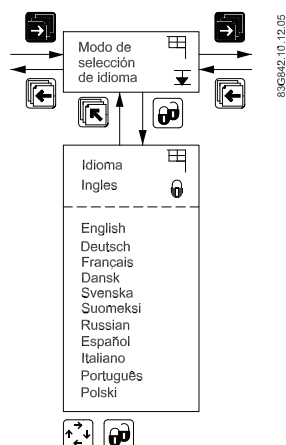 Modo de
selección
de idioma
83G842.10.12.05
Idioma
Ingles
English
Deutsch
Français
Dansk
Svenska
Suomeksi
Russian
Español
Italiano
Português
Polski